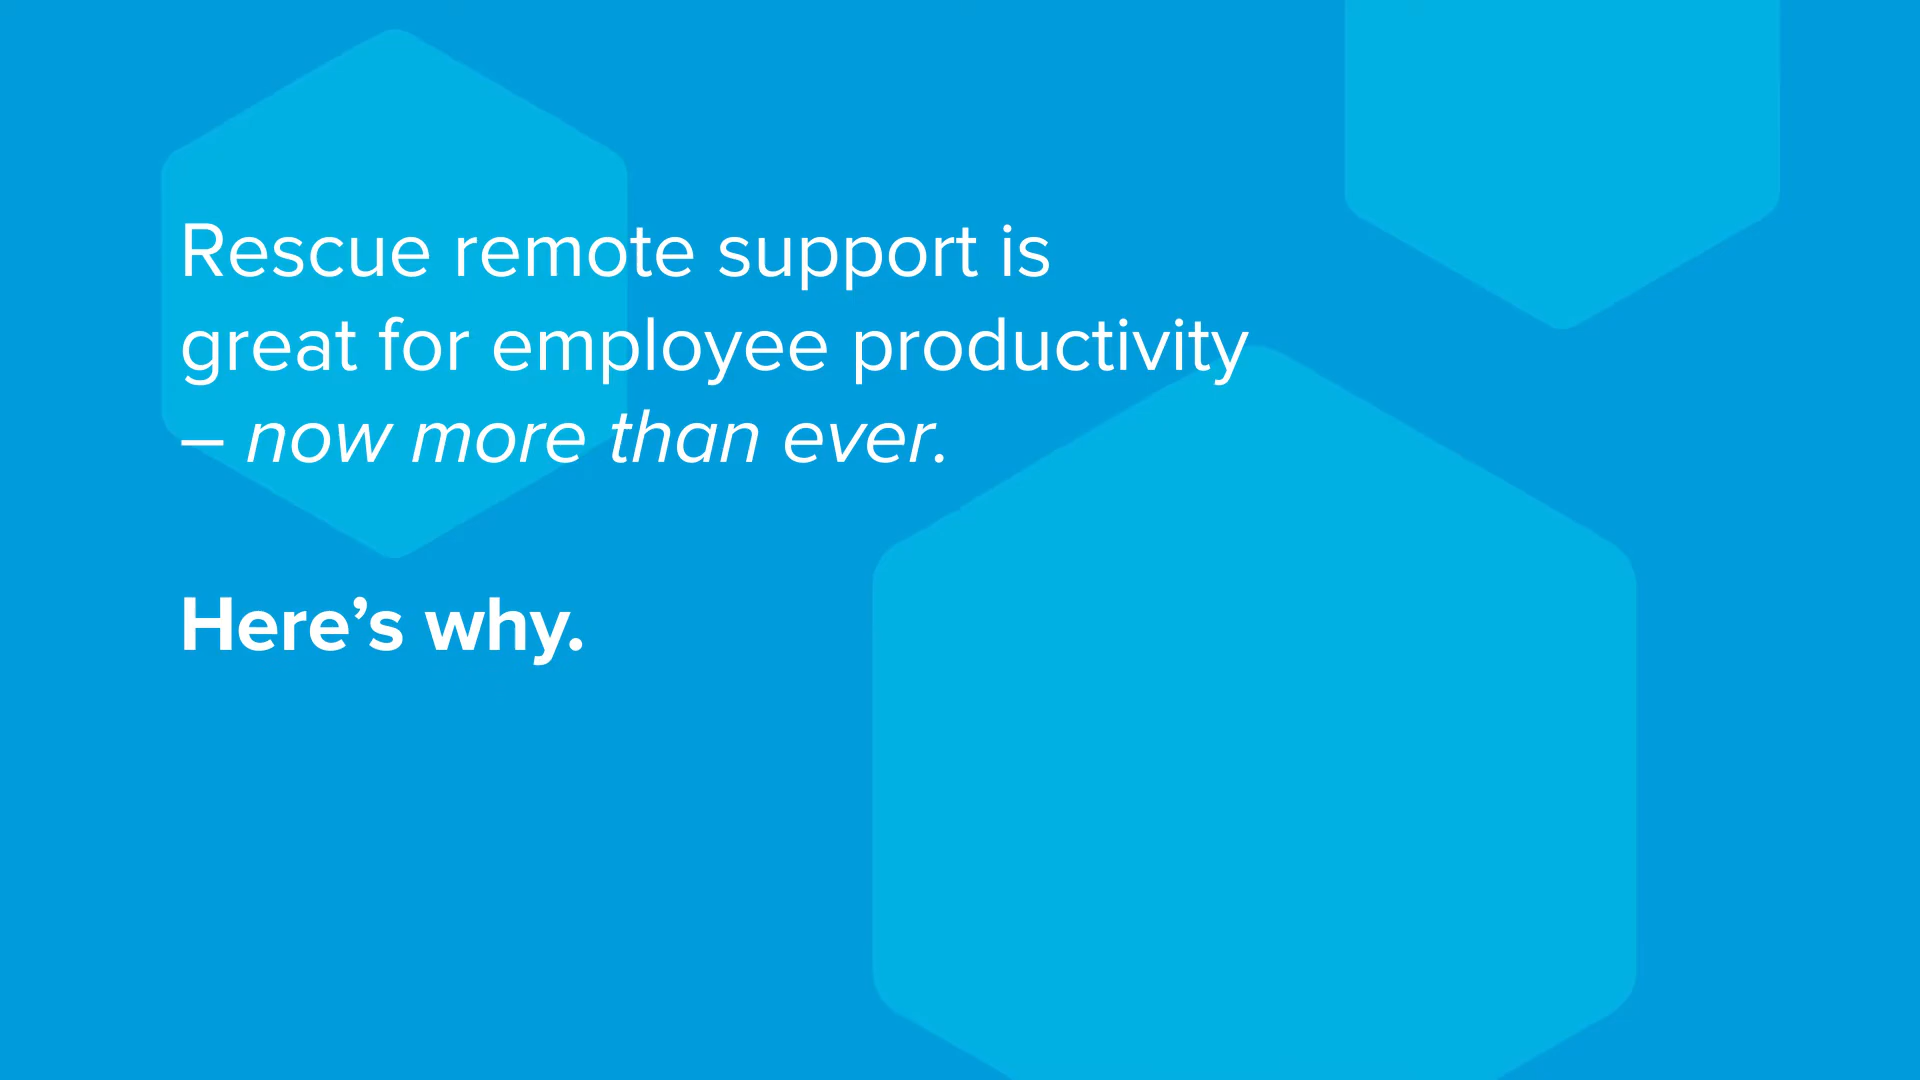 Rescue remote support is
great for employee productivity
– now more than ever.
Here’s why.